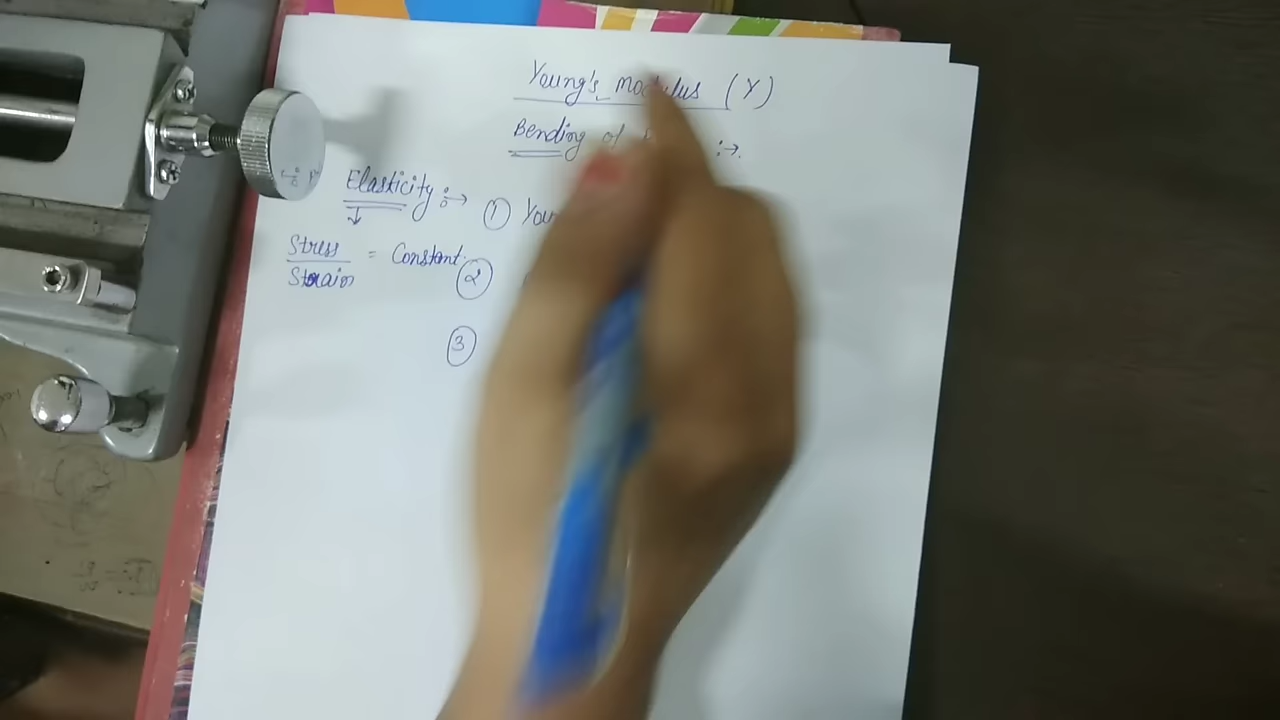 Young's modulus (Y)
Bending of :→.
Elasticity :→ ① You
↓
Stress/Strain = Constant.
②
③